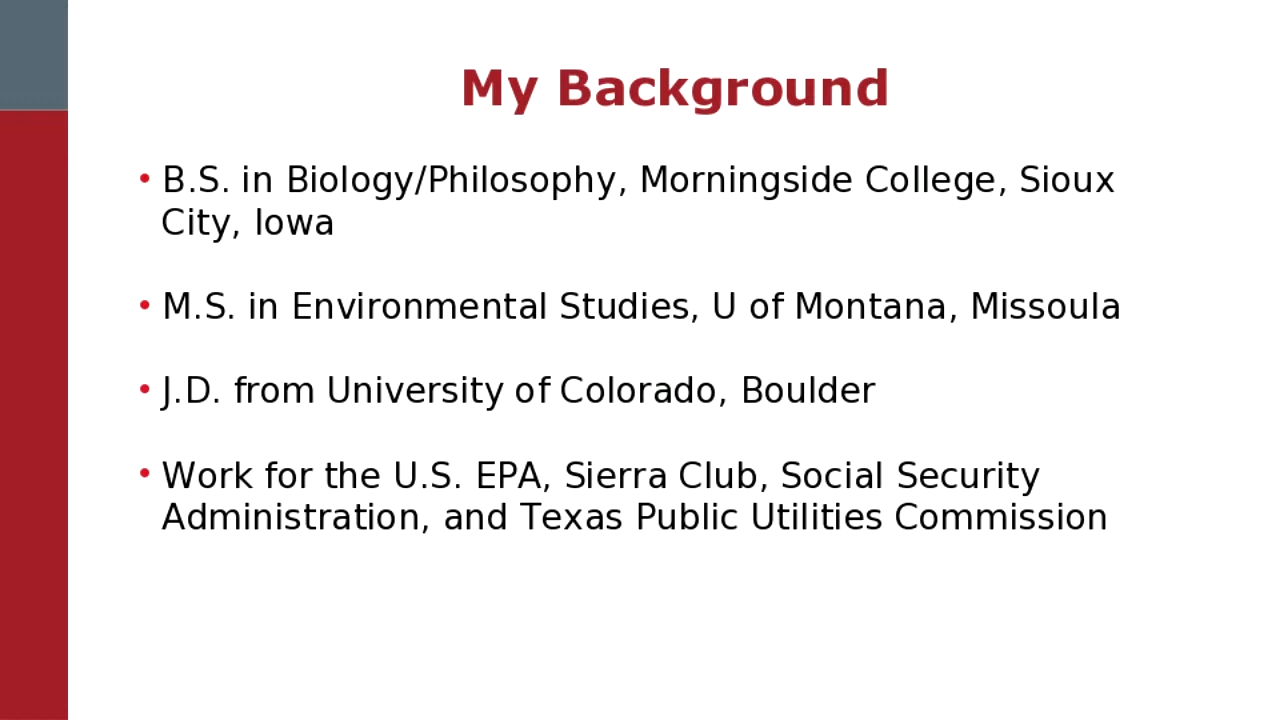 My Background
• B.S. in Biology/Philosophy, Morningside College, Sioux
City, Iowa
• M.S. in Environmental Studies, U of Montana, Missoula
• J.D. from University of Colorado, Boulder
• Work for the U.S. EPA, Sierra Club, Social Security
Administration, and Texas Public Utilities Commission